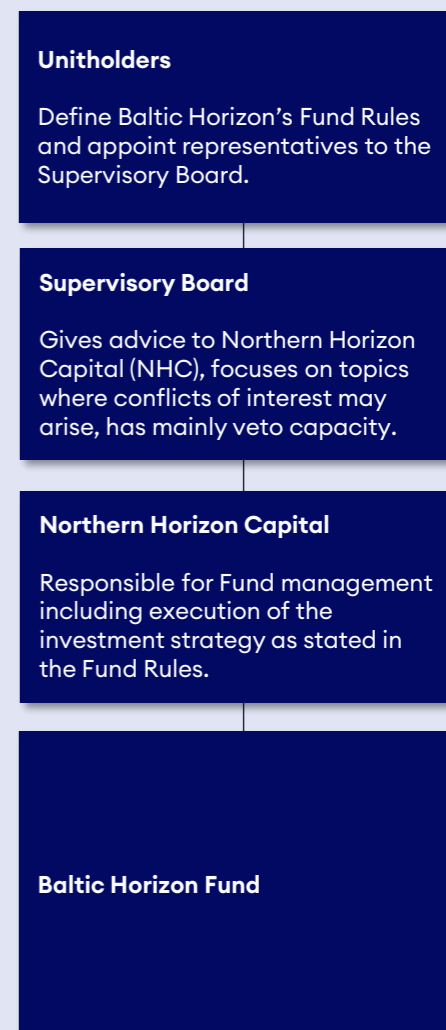 Unitholders
Define Baltic Horizon’s Fund Rules
and appoint representatives to the
Supervisory Board.
Supervisory Board
Gives advice to Northern Horizon
Capital (NHC), focuses on topics
where conflicts of interest may
arise, has mainly veto capacity.
Northern Horizon Capital
Responsible for Fund management
including execution of the
investment strategy as stated in
the Fund Rules.
Baltic Horizon Fund